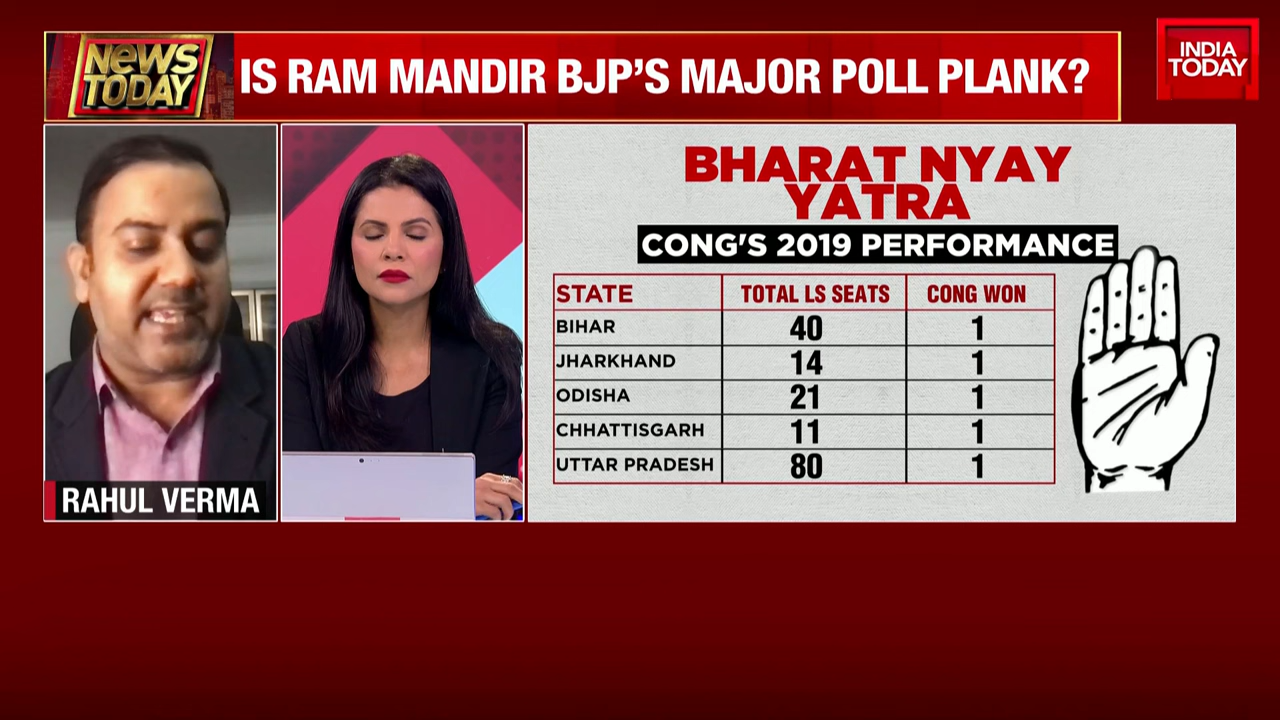 NEWS
TODAY
IS RAM MANDIR BJP'S MAJOR POLL PLANK?
INDIA
TODAY
RAHUL VERMA
BHARAT NYAY
YATRA
CONG'S 2019 PERFORMANCE
STATE TOTAL LS SEATS CONG WON
BIHAR 40 1
JHARKHAND 14 1
ODISHA 21 1
CHHATTISGARH 11 1
UTTAR PRADESH 80 1